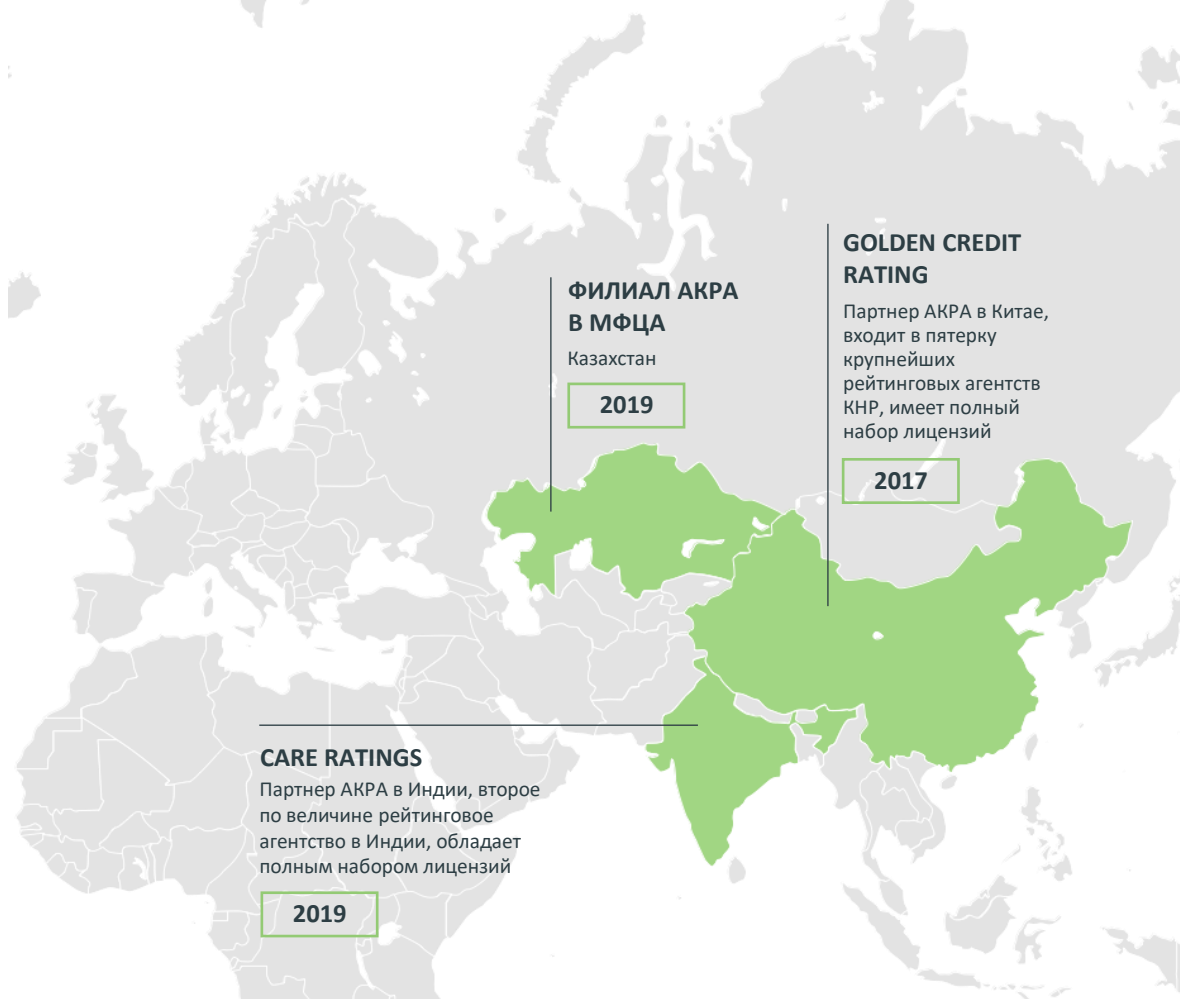 GOLDEN CREDIT
RATING
Партнер АКРА в Китае,
входит в пятерку
крупнейших
рейтинговых агентств
КНР, имеет полный
набор лицензий
2017
ФИЛИАЛ АКРА
В МФЦА
Казахстан
2019
CARE RATINGS
Партнер АКРА в Индии, второе
по величине рейтинговое
агентство в Индии, обладает
полным набором лицензий
2019